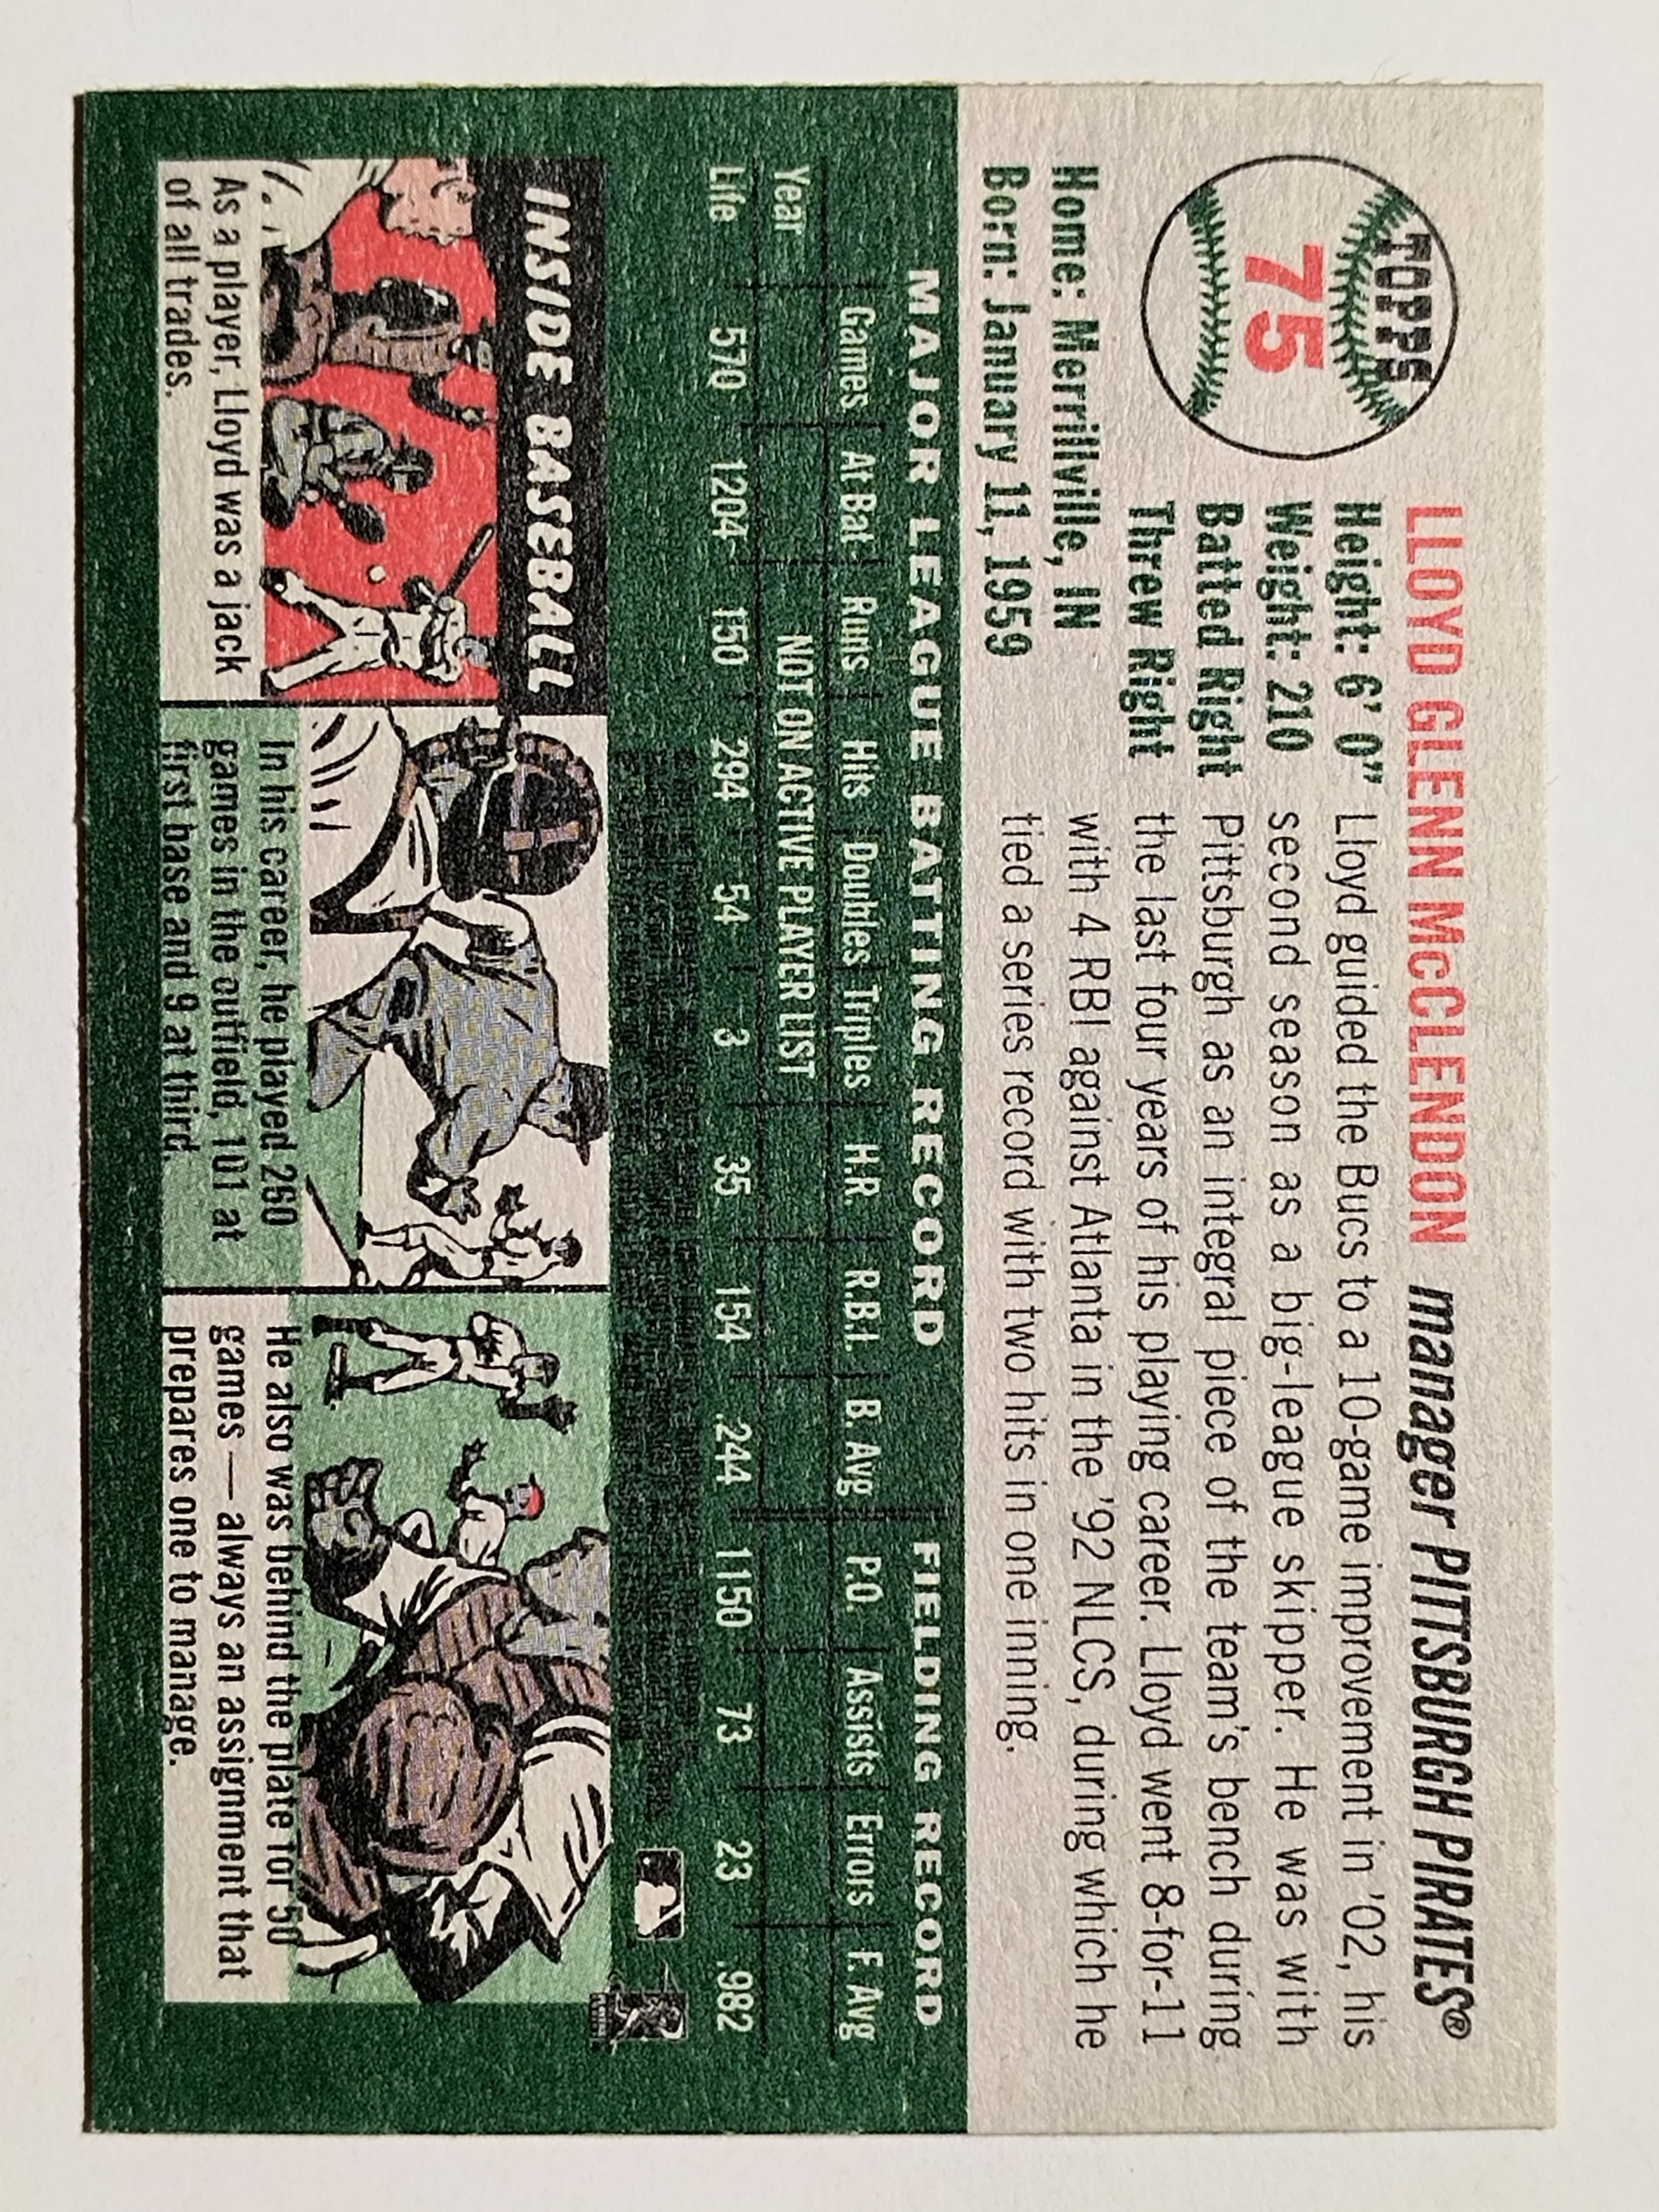 TOPPS
75
LLOYD GLENN McCLENDON manager PITTSBURGH PIRATES®
Height: 6' 0"
Weight: 210
Batted Right
Threw Right
Home: Merrillville, IN
Born: January 11, 1959
Lloyd guided the Bucs to a 10-game improvement in '02, his
second season as a big-league skipper. He was with
Pittsburgh as an integral piece of the team's bench during
the last four years of his playing career. Lloyd went 8-for-11
with 4 RBI against Atlanta in the '92 NLCS, during which he
tied a series record with two hits in one inning.
MAJOR LEAGUE BATTING RECORD FIELDING RECORD
Year Games At Bat Runs Hits Doubles Triples H.R. R.B.I. B. Avg P.O. Assists Errors F. Avg
NOT ON ACTIVE PLAYER LIST
Life 570 1204 150 294 54 3 35 154 .244 1150 73 23 .982
INSIDE BASEBALL
As a player, Lloyd was a jack
of all trades.
In his career, he played 260
games in the outfield, 101 at
first base and 9 at third.
He also was behind the plate for 50
games — always an assignment that
prepares one to manage.